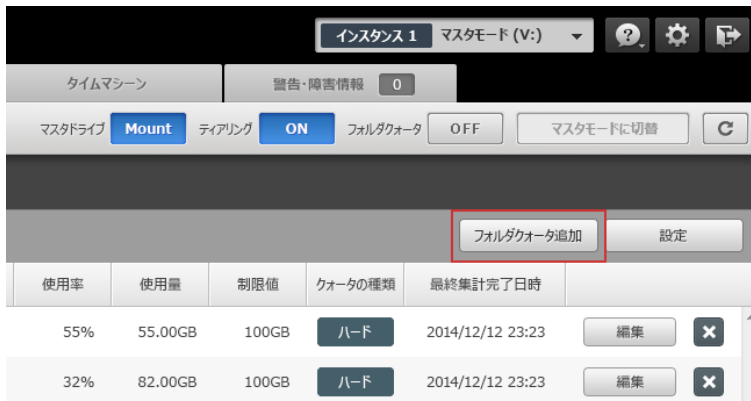 インスタンス 1 マスタモード (V:) ?
タイムマシーン 警告・障害情報 0
マスタドライブ Mount ティアリング ON フォルダクォータ OFF マスタモードに切替
フォルダクォータ追加 設定
使用率 使用量 制限値 クォータの種類 最終集計完了日時
55% 55.00GB 100GB ハード 2014/12/12 23:23 編集
32% 82.00GB 100GB ハード 2014/12/12 23:23 編集